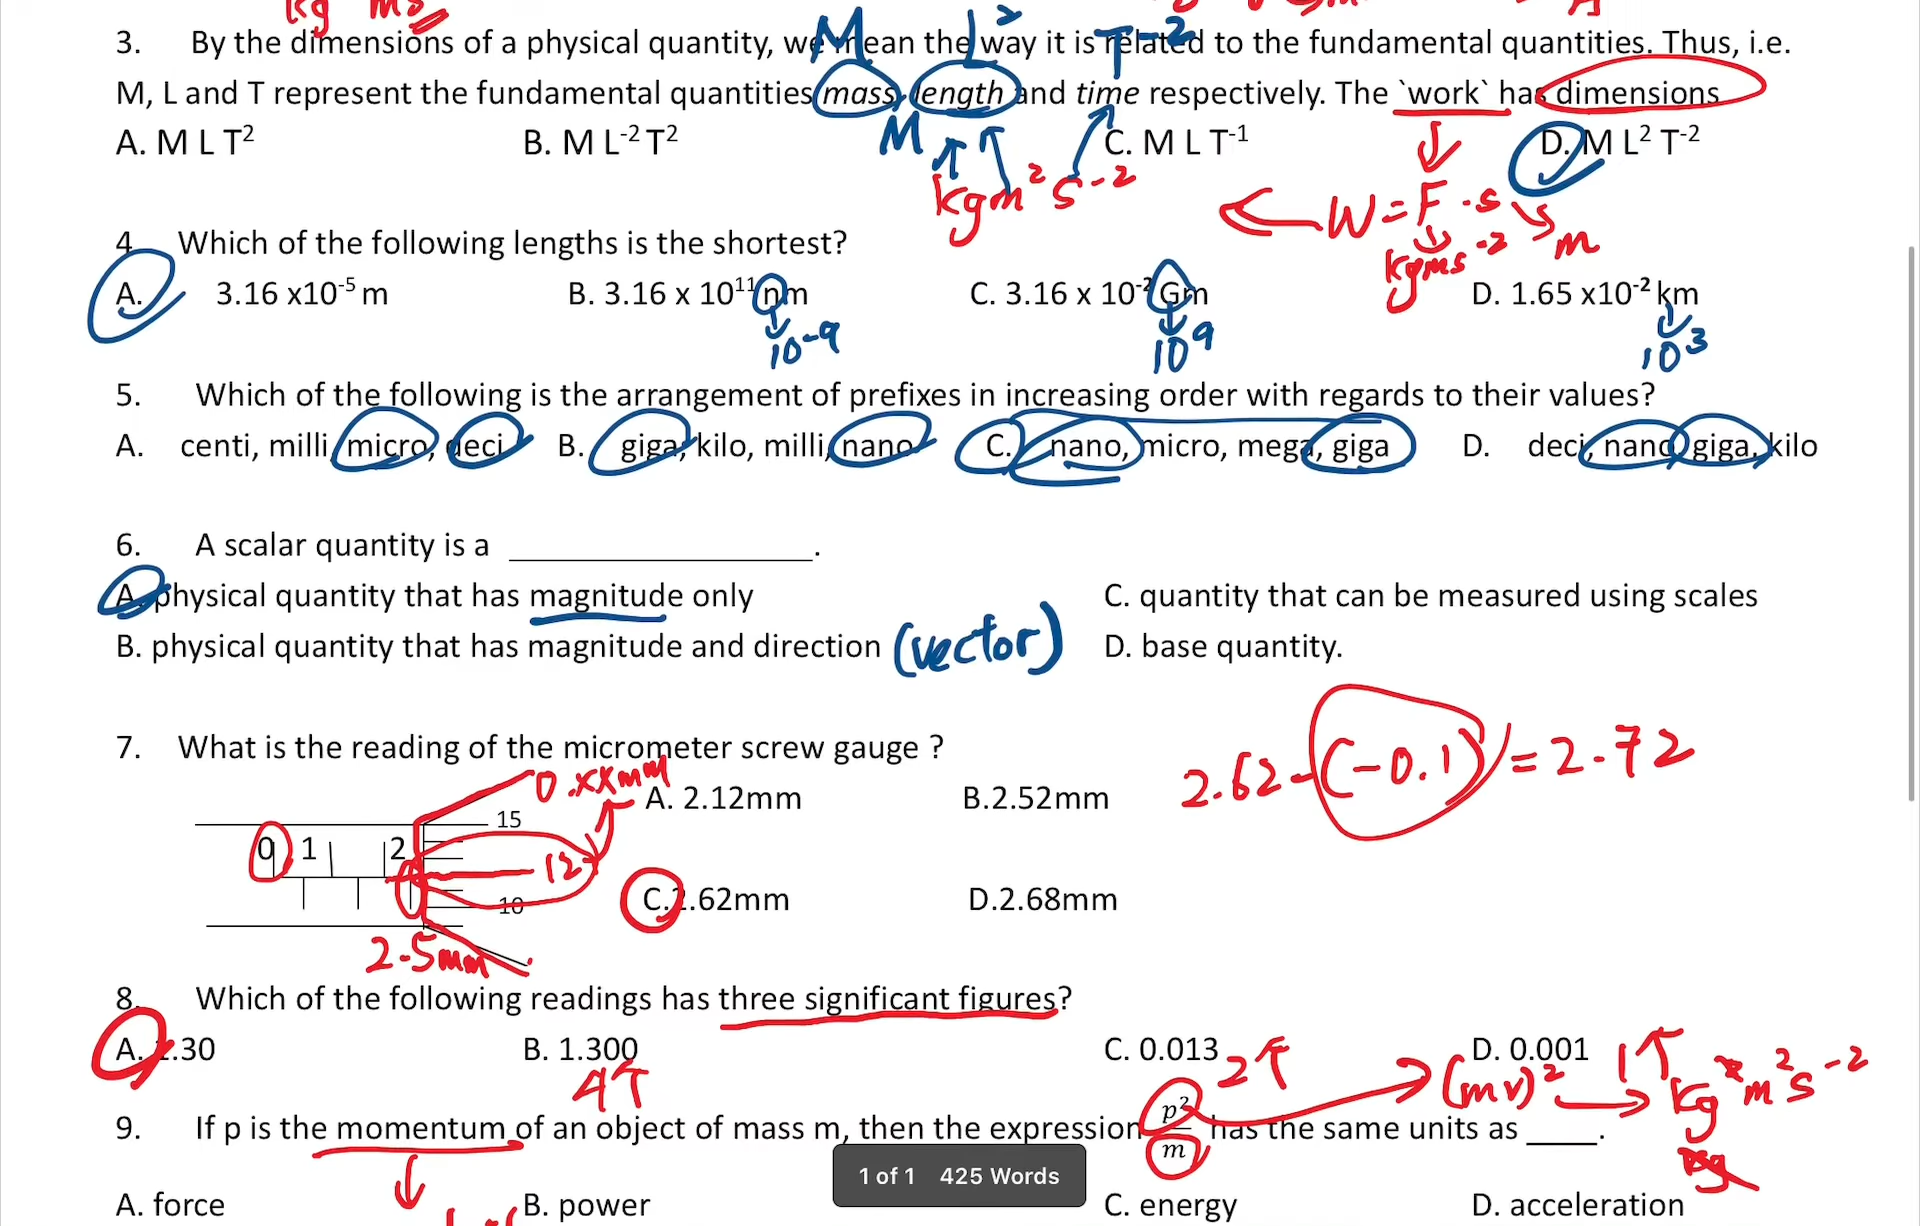 kg ms
3. By the dimensions of a physical quantity, we mean the way it is related to the fundamental quantities. Thus, i.e.
M L² T⁻²
M, L and T represent the fundamental quantities mass, length and time respectively. The `work` has dimensions
A. M L T² B. M L⁻² T² C. M L T⁻¹ D. M L² T⁻²
M
kgm²s⁻² W=F.s
m
kgms⁻²
4. Which of the following lengths is the shortest?
A. 3.16 x10⁻⁵ m B. 3.16 x 10¹¹ nm C. 3.16 x 10⁻² Gm D. 1.65 x10⁻² km
10⁻⁹ 10⁹ 10³
5. Which of the following is the arrangement of prefixes in increasing order with regards to their values?
A. centi, milli, micro, deci B. giga, kilo, milli, nano C. nano, micro, mega, giga D. deci, nano, giga, kilo
6. A scalar quantity is a ___________________.
A. physical quantity that has magnitude only C. quantity that can be measured using scales
B. physical quantity that has magnitude and direction (vector) D. base quantity.
7. What is the reading of the micrometer screw gauge ?
2.62-(-0.1)=2.72
0.xxmm
A. 2.12mm B.2.52mm
15
0 1 2
12
10
C.2.62mm D.2.68mm
2.5mm
8. Which of the following readings has three significant figures?
A. .30 B. 1.300 C. 0.013 D. 0.001
4 2 1
(mv)² kg m²s⁻²
9. If p is the momentum of an object of mass m, then the expression p²/m has the same units as ____.
1 of 1 425 Words
A. force B. power C. energy D. acceleration